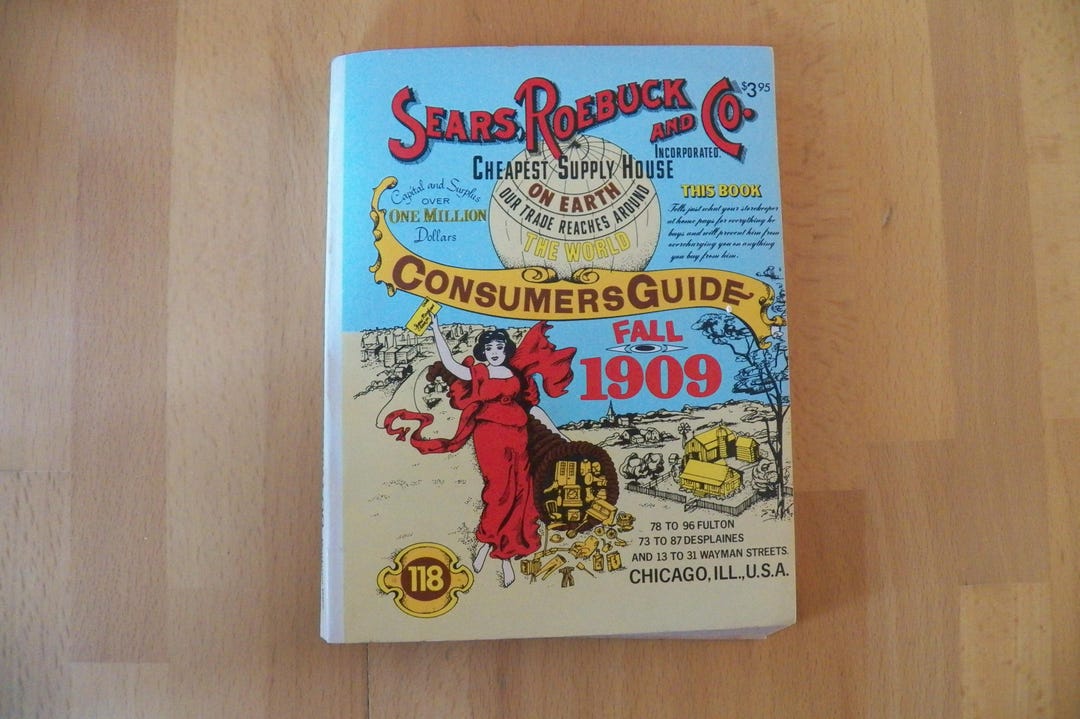 SEARS, ROEBUCK AND CO.
$3.95
INCORPORATED.
CHEAPEST SUPPLY HOUSE
ON EARTH
OUR TRADE REACHES AROUND
THE WORLD
Capital and Surplus
OVER
ONE MILLION
Dollars
THIS BOOK
Tells just what your storekeeper
at home pays for everything he
buys and will prevent him from
overcharging you on anything
you buy from him.
CONSUMERS GUIDE
FALL
1909
78 TO 96 FULTON
73 TO 87 DESPLAINES
AND 13 TO 31 WAYMAN STREETS.
CHICAGO, ILL., U.S.A.
118